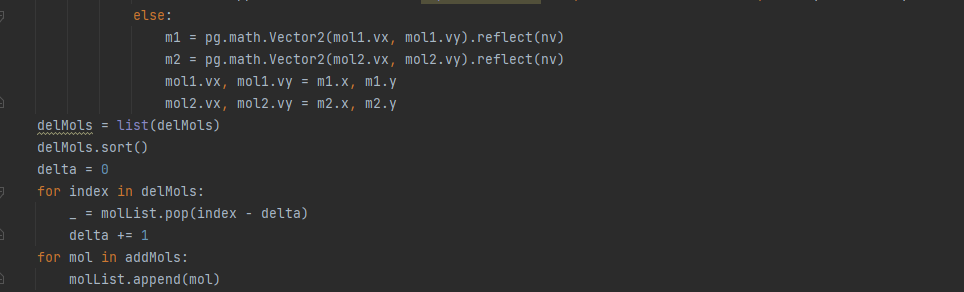 else:
m1 = pg.math.Vector2(mol1.vx, mol1.vy).reflect(nv)
m2 = pg.math.Vector2(mol2.vx, mol2.vy).reflect(nv)
mol1.vx, mol1.vy = m1.x, m1.y
mol2.vx, mol2.vy = m2.x, m2.y
delMols = list(delMols)
delMols.sort()
delta = 0
for index in delMols:
_ = molList.pop(index - delta)
delta += 1
for mol in addMols:
molList.append(mol)